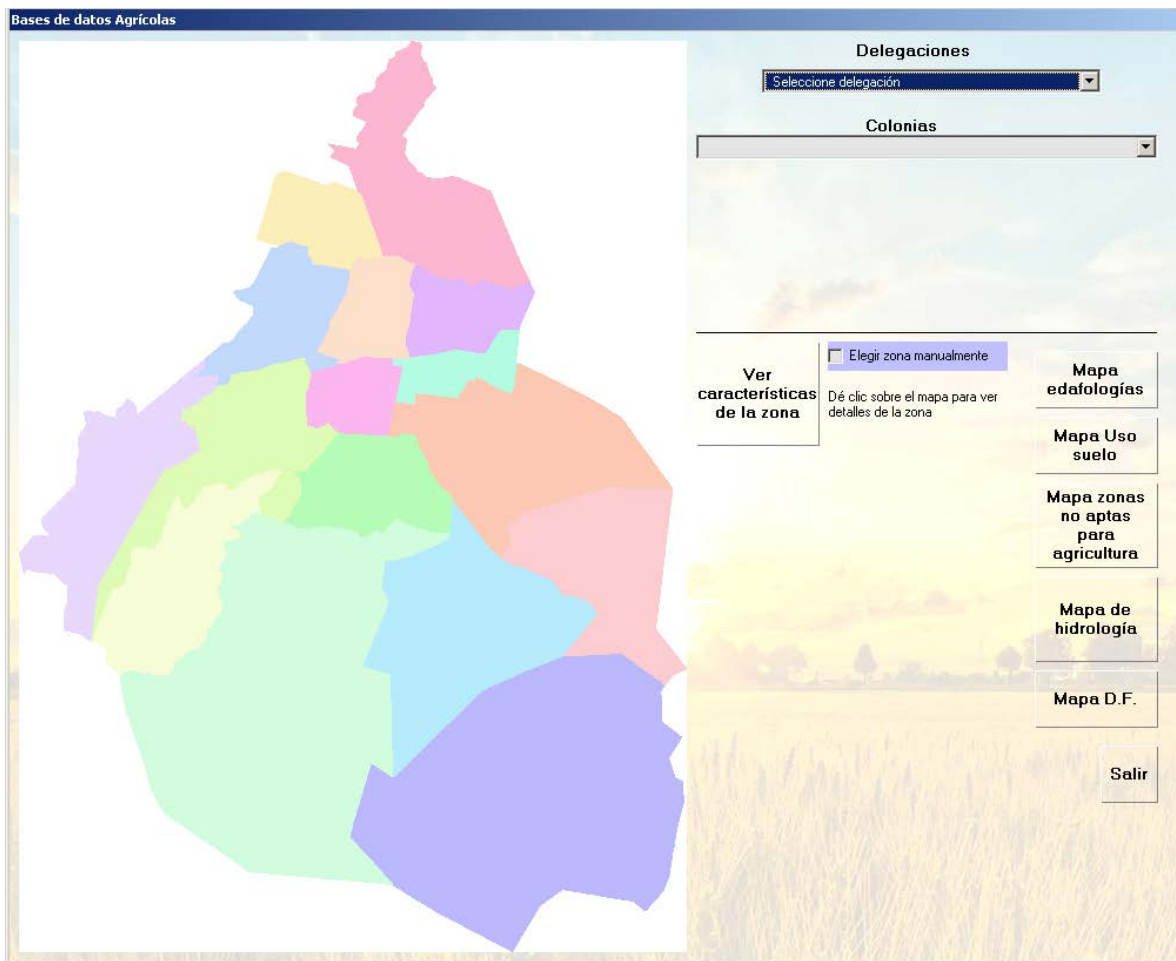 Bases de datos Agrícolas
Delegaciones
Seleccione delegación
Colonias
Ver
características
de la zona
Elegir zona manualmente
Dé clic sobre el mapa para ver
detalles de la zona
Mapa
edafologías
Mapa Uso
suelo
Mapa zonas
no aptas
para
agricultura
Mapa de
hidrología
Mapa D.F.
Salir